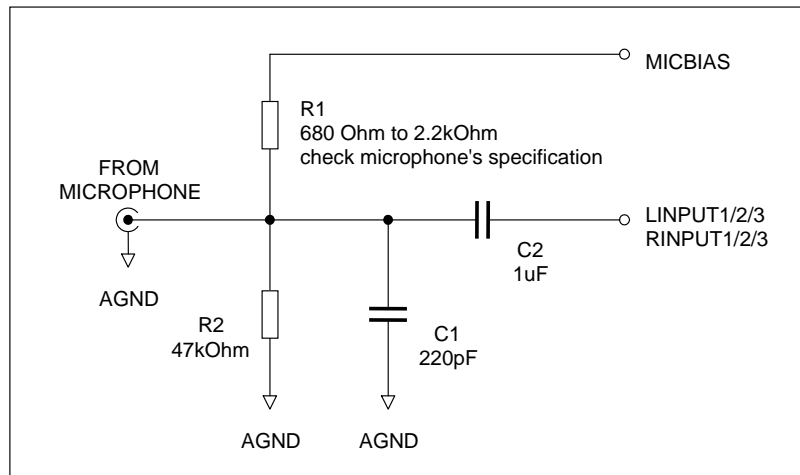 MICBIAS
R1
680 Ohm to 2.2kOhm
check microphone's specification
FROM
MICROPHONE
LINPUT1/2/3
RINPUT1/2/3
C2
1uF
AGND
R2
47kOhm
C1
220pF
AGND
AGND